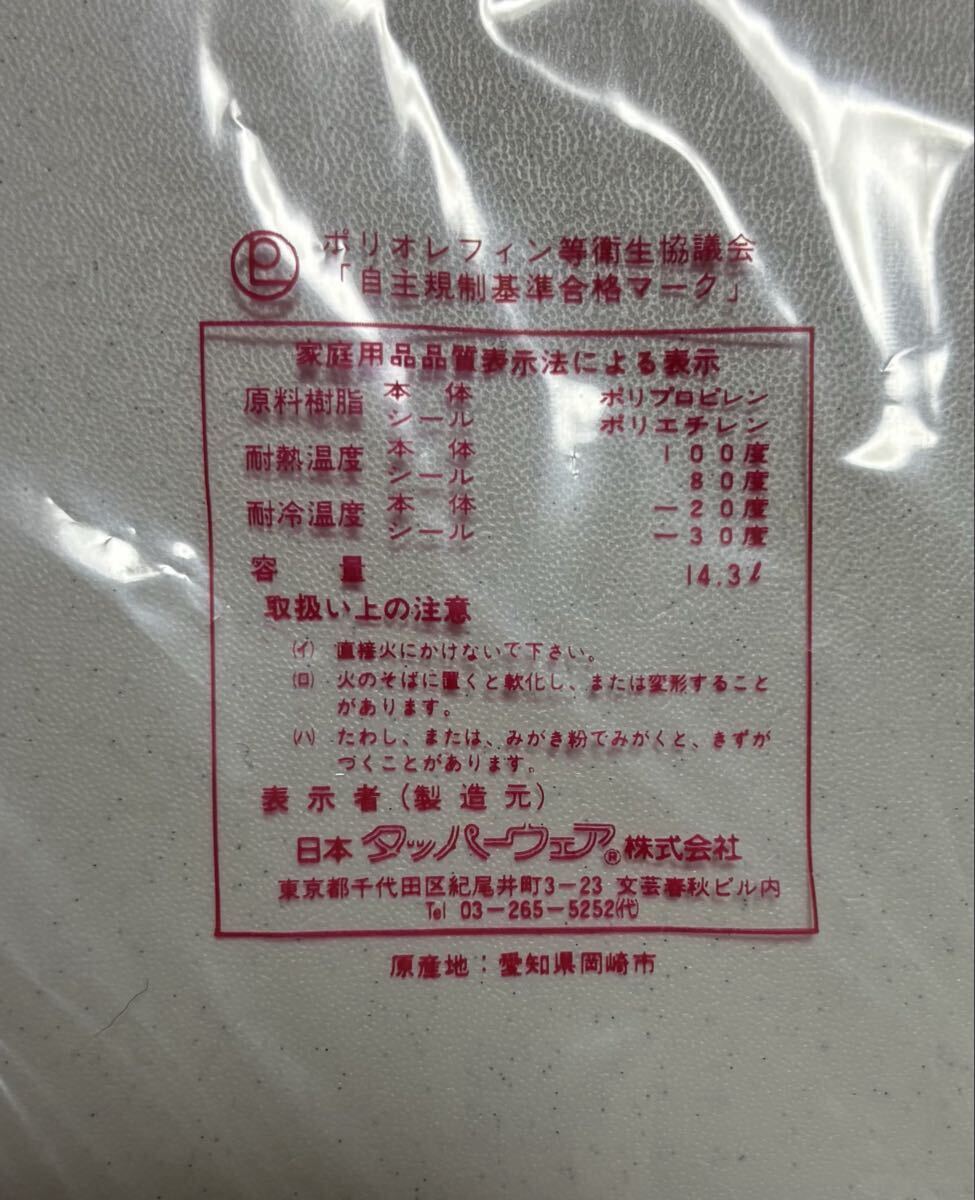 ポリオレフィン等衛生協議会
「自主規制基準合格マーク」
家庭用品品質表示法による表示
原料樹脂 本体 ポリプロピレン
シール ポリエチレン
耐熱温度 本体 100度
シール 80度
耐冷温度 本体 －20度
シール －30度
容量 14.3ℓ
取扱い上の注意
(イ) 直接火にかけないで下さい。
(ロ) 火のそばに置くと軟化し、または変形すること
があります。
(ハ) たわし、または、みがき粉でみがくと、きずが
づくことがあります。
表示者(製造元)
日本タッパーウェア®株式会社
東京都千代田区紀尾井町3－23 文芸春秋ビル内
Tel 03－265－5252(代)
原産地：愛知県岡崎市